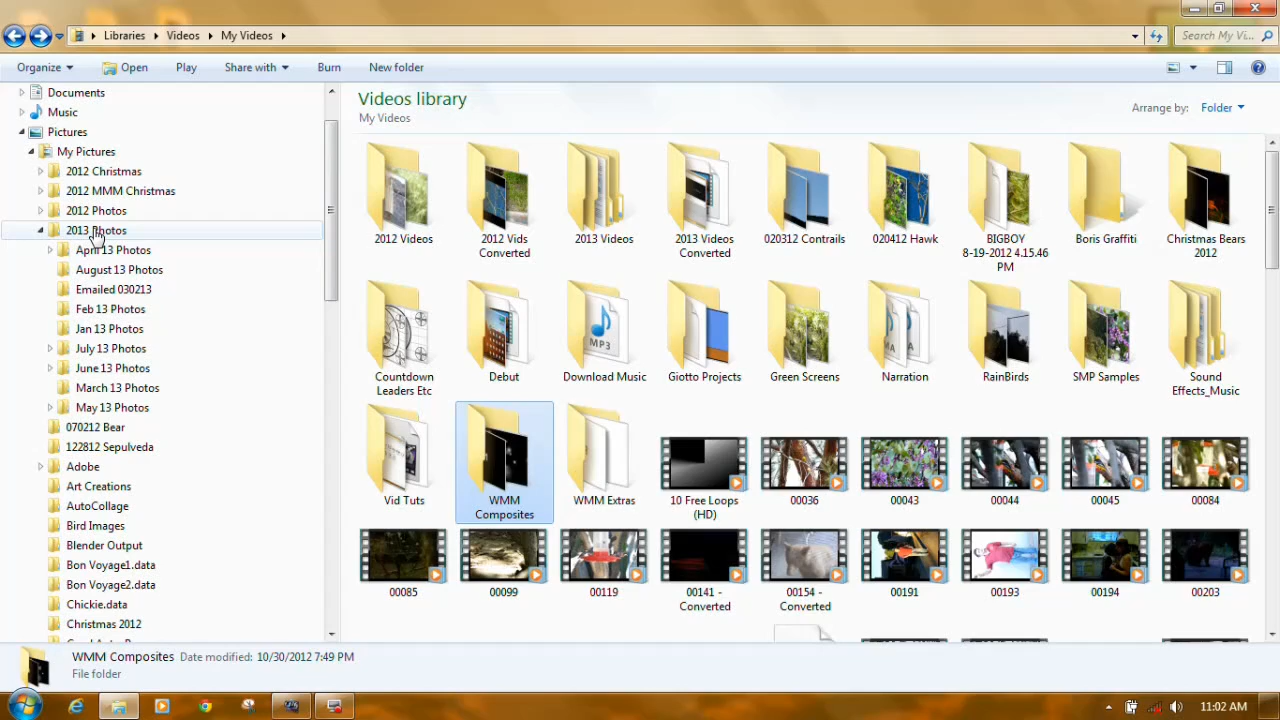 Libraries Videos My Videos
Search My Vi...
Organize Open Play Share with Burn New folder
Documents
Music
Pictures
My Pictures
2012 Christmas
2012 MMM Christmas
2012 Photos
2013 Photos
April 13 Photos
August 13 Photos
Emailed 030213
Feb 13 Photos
Jan 13 Photos
July 13 Photos
June 13 Photos
March 13 Photos
May 13 Photos
070212 Bear
122812 Sepulveda
Adobe
Art Creations
AutoCollage
Bird Images
Blender Output
Bon Voyage1.data
Bon Voyage2.data
Chickie.data
Christmas 2012
Videos library
My Videos
Arrange by: Folder
2012 Videos
2012 Vids
Converted
2013 Videos
2013 Videos
Converted
020312 Contrails
020412 Hawk
BIGBOY
8-19-2012 4.15.46
PM
Boris Graffiti
Christmas Bears
2012
Countdown
Leaders Etc
Debut
MP3
Download Music
Giotto Projects
Green Screens
Narration
RainBirds
SMP Samples
Sound
Effects_Music
Vid Tuts
WMM
Composites
WMM Extras
10 Free Loops
(HD)
00036
00043
00044
00045
00084
00085
00099
00119
00141 -
Converted
00154 -
Converted
00191
00193
00194
00203
WMM Composites Date modified: 10/30/2012 7:49 PM
File folder
11:02 AM